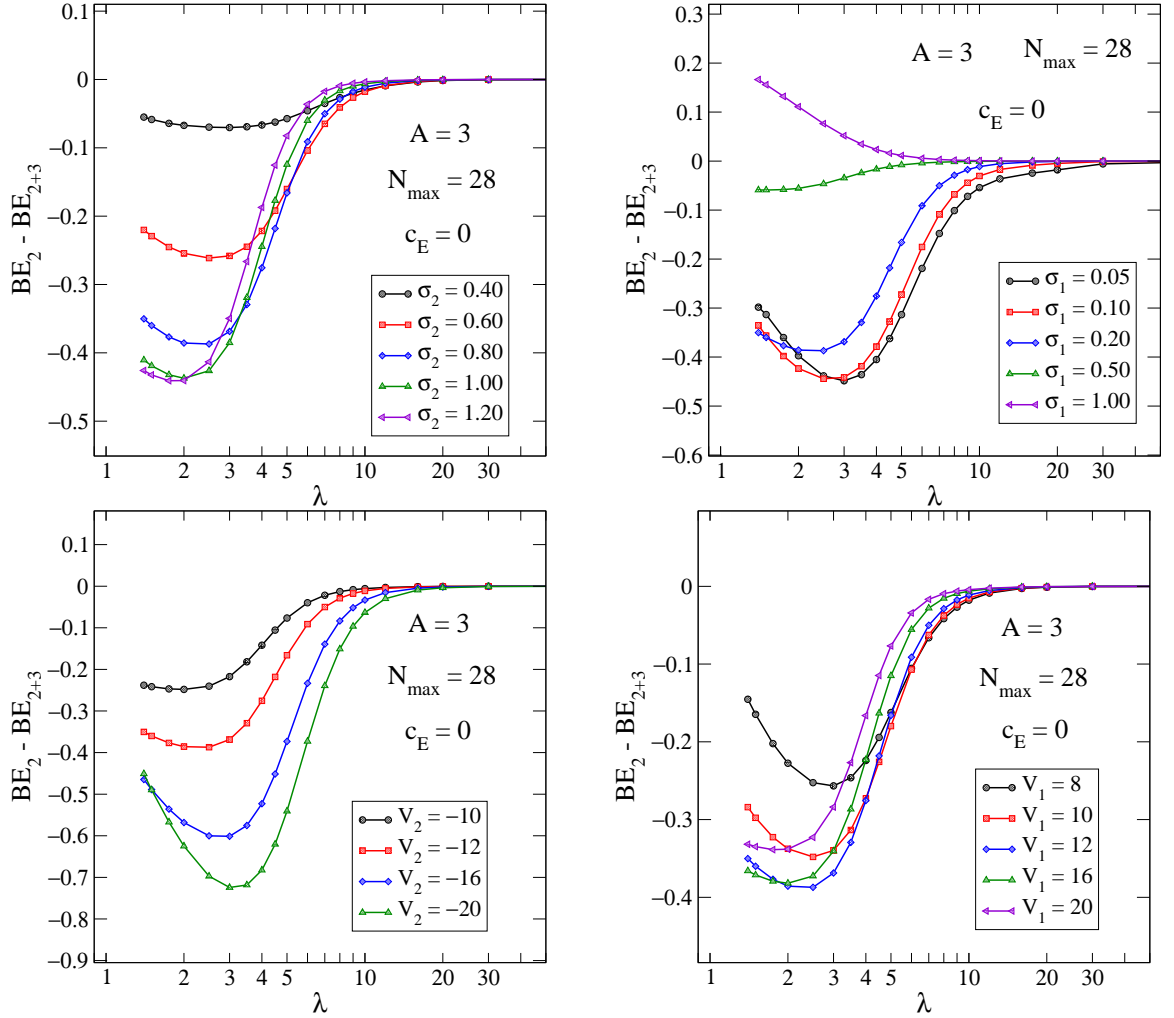 BE₂ - BE₂₊₃
0.1
0
−0.1
−0.2
−0.3
−0.4
−0.5
A = 3
N_max = 28
c_E = 0
σ₂ = 0.40
σ₂ = 0.60
σ₂ = 0.80
σ₂ = 1.00
σ₂ = 1.20
1 2 3 4 5 10 20 30
λ
BE₂ - BE₂₊₃
0.3
0.2
0.1
0
−0.1
−0.2
−0.3
−0.4
−0.5
−0.6
A = 3 N_max = 28
c_E = 0
σ₁ = 0.05
σ₁ = 0.10
σ₁ = 0.20
σ₁ = 0.50
σ₁ = 1.00
1 2 3 4 5 10 20 30
λ
BE₂ - BE₂₊₃
0.1
0
−0.1
−0.2
−0.3
−0.4
−0.5
−0.6
−0.7
−0.8
−0.9
A = 3
N_max = 28
c_E = 0
V₂ = −10
V₂ = −12
V₂ = −16
V₂ = −20
1 2 3 4 5 10 20 30
λ
BE₂ - BE₂₊₃
0
−0.1
−0.2
−0.3
−0.4
A = 3
N_max = 28
c_E = 0
V₁ = 8
V₁ = 10
V₁ = 12
V₁ = 16
V₁ = 20
1 2 3 4 5 10 20 30
λ